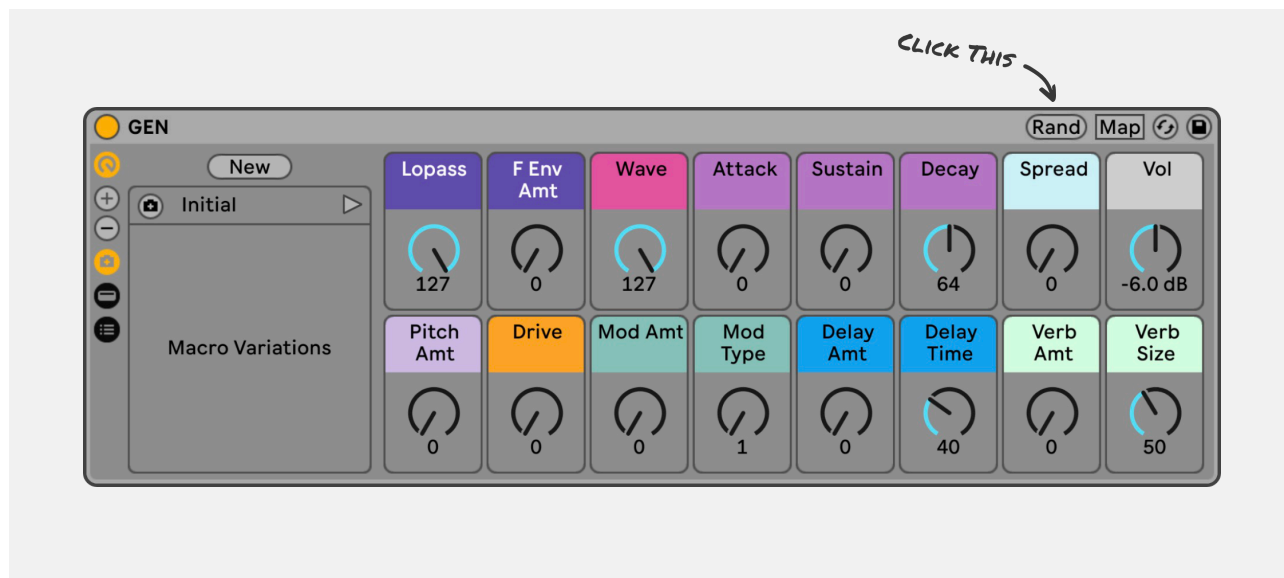 CLICK THIS
GEN
Rand
Map
New
Initial
Macro Variations
Lopass
F Env
Amt
Wave
Attack
Sustain
Decay
Spread
Vol
127
0
127
0
0
64
0
-6.0 dB
Pitch
Amt
Drive
Mod Amt
Mod
Type
Delay
Amt
Delay
Time
Verb
Amt
Verb
Size
0
0
0
1
0
40
0
50